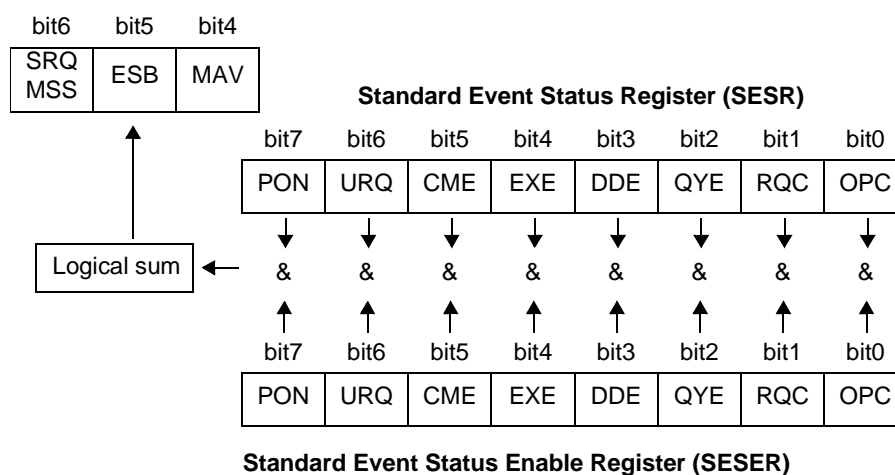 bit6 bit5 bit4
SRQ
MSS ESB MAV
Standard Event Status Register (SESR)
bit7 bit6 bit5 bit4 bit3 bit2 bit1 bit0
PON URQ CME EXE DDE QYE RQC OPC
Logical sum & & & & & & & &
bit7 bit6 bit5 bit4 bit3 bit2 bit1 bit0
PON URQ CME EXE DDE QYE RQC OPC
Standard Event Status Enable Register (SESER)